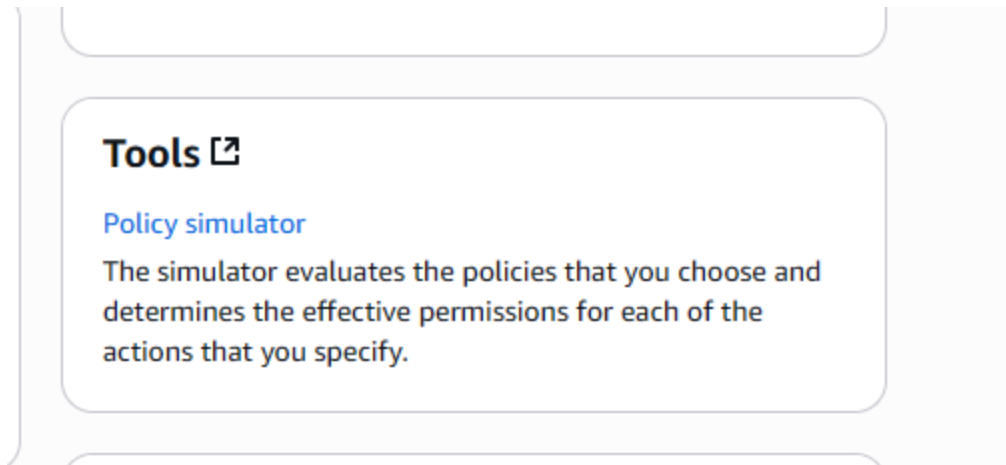 Tools
Policy simulator
The simulator evaluates the policies that you choose and
determines the effective permissions for each of the
actions that you specify.